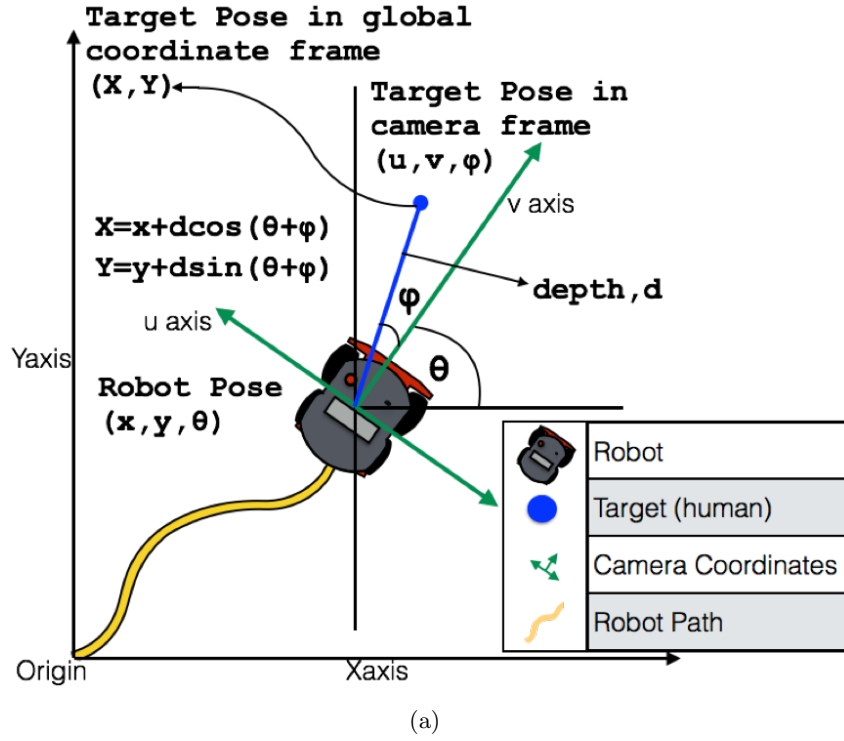 Target Pose in global
coordinate frame
(X,Y)
Target Pose in
camera frame
(u,v,φ)
v axis
X=x+dcos(θ+φ)
Y=y+dsin(θ+φ)
depth,d
φ
u axis
θ
Yaxis
Robot Pose
(x,y,θ)
Robot
Target (human)
Camera Coordinates
Robot Path
Origin
Xaxis
(a)